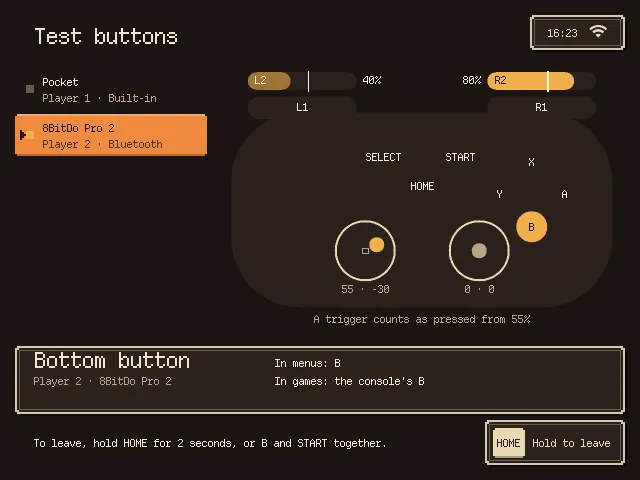 Test buttons
16:23
Pocket
Player 1 · Built-in
8BitDo Pro 2
Player 2 · Bluetooth
L2
40%
80%
R2
L1
R1
SELECT
START
X
HOME
Y
A
B
55 · -30
0 · 0
A trigger counts as pressed from 55%
Bottom button
Player 2 · 8BitDo Pro 2
In menus: B
In games: the console's B
To leave, hold HOME for 2 seconds, or B and START together.
HOME
Hold to leave